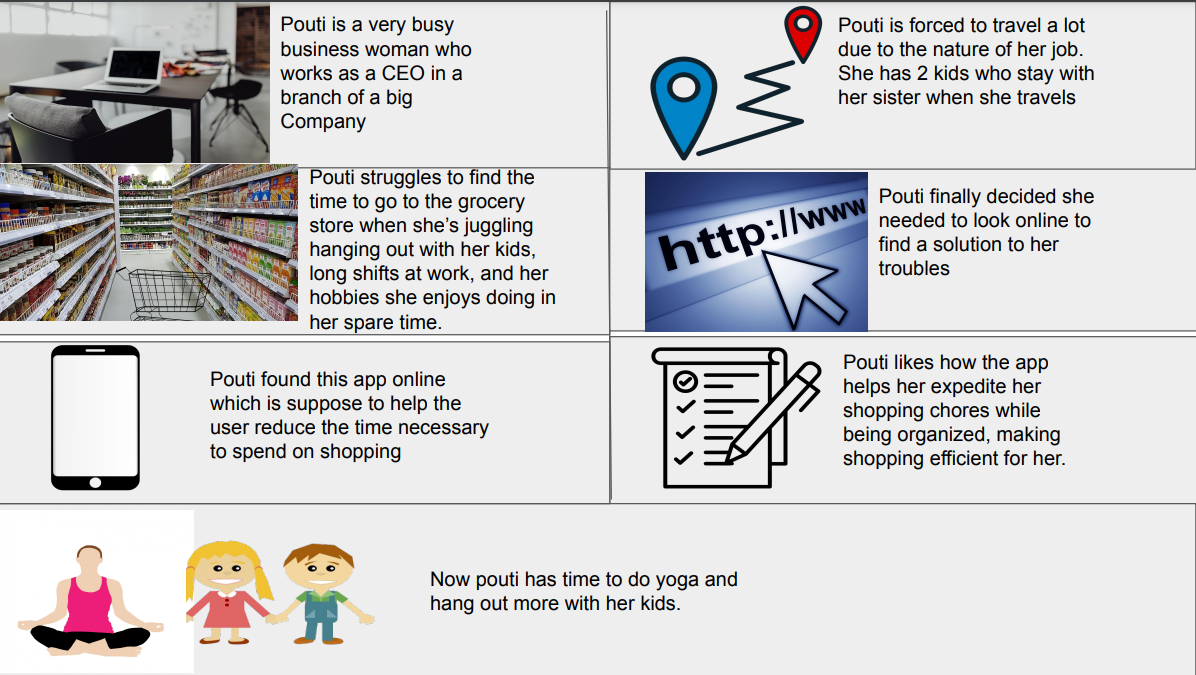 Pouti is a very busy
business woman who
works as a CEO in a
branch of a big
Company
Pouti is forced to travel a lot
due to the nature of her job.
She has 2 kids who stay with
her sister when she travels
Pouti struggles to find the
time to go to the grocery
store when she's juggling
hanging out with her kids,
long shifts at work, and her
hobbies she enjoys doing in
her spare time.
http://www
Pouti finally decided she
needed to look online to
find a solution to her
troubles
Pouti found this app online
which is suppose to help the
user reduce the time necessary
to spend on shopping
Pouti likes how the app
helps her expedite her
shopping chores while
being organized, making
shopping efficient for her.
Now pouti has time to do yoga and
hang out more with her kids.